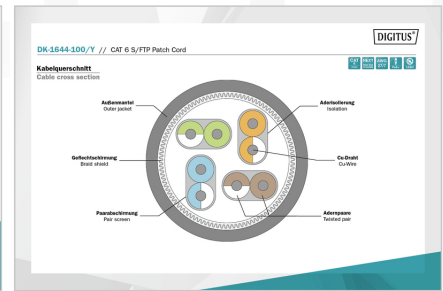 DIGITUS®
DK-1644-100/Y // CAT 6 S/FTP Patch Cord
Kabelquerschnitt
Cable cross section
Außenmantel
Outer jacket
Aderisolierung
Isolation
Geflechtschirmung
Braid shield
Cu-Draht
Cu-Wire
Paarabschirmung
Pair screen
Adernpaare
Twisted pair